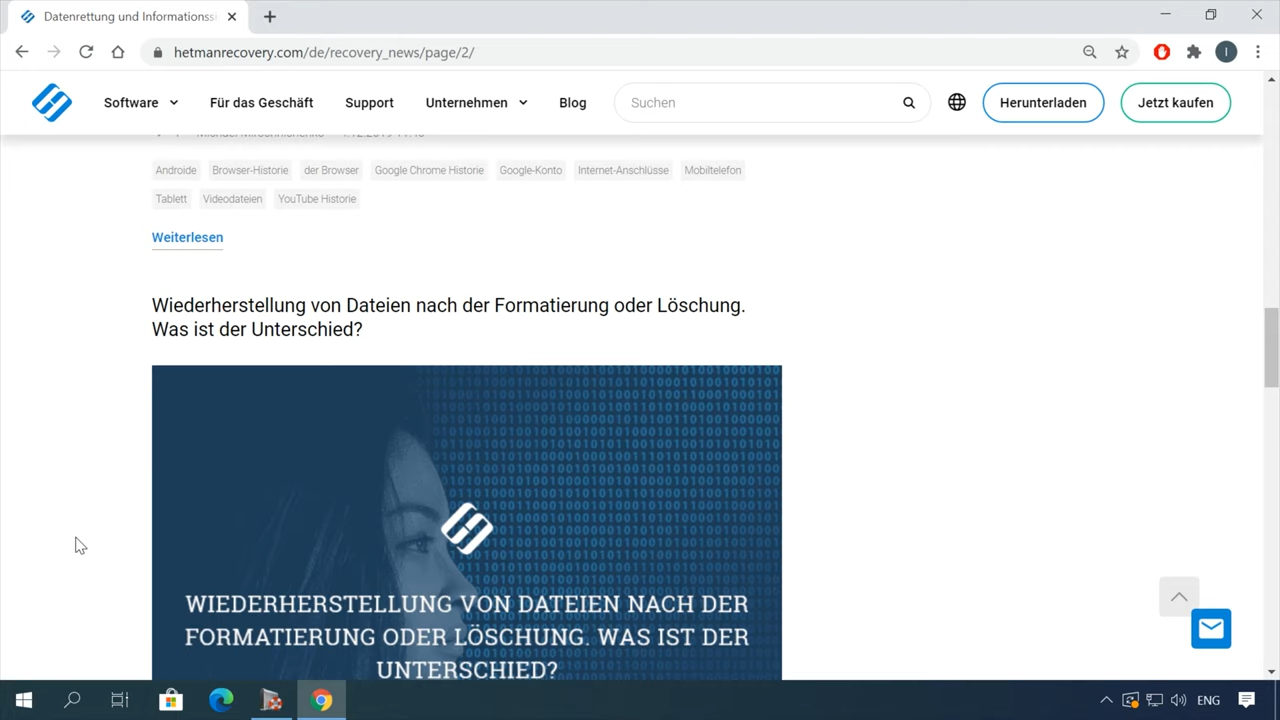 Datenrettung und Informationss
hetmanrecovery.com/de/recovery_news/page/2/
Software Für das Geschäft Support Unternehmen Blog Suchen Herunterladen Jetzt kaufen
Androide Browser-Historie der Browser Google Chrome Historie Google-Konto Internet-Anschlüsse Mobiltelefon
Tablett Videodateien YouTube Historie
Weiterlesen
Wiederherstellung von Dateien nach der Formatierung oder Löschung.
Was ist der Unterschied?
WIEDERHERSTELLUNG VON DATEIEN NACH DER
FORMATIERUNG ODER LÖSCHUNG. WAS IST DER
UNTERSCHIED?
ENG